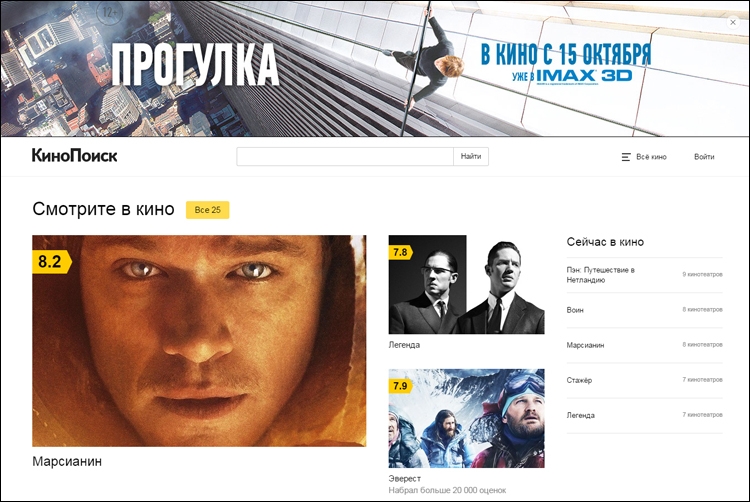 12+
ПРОГУЛКА
В КИНО С 15 ОКТЯБРЯ
УЖЕ В IMAX 3D
КиноПоиск
Найти
Всё кино
Войти
Смотрите в кино
Все 25
8.2
Марсианин
7.8
Легенда
7.9
Эверест
Набрал больше 20 000 оценок
Сейчас в кино
Пэн: Путешествие в
Нетландию
9 кинотеатров
Воин
8 кинотеатров
Марсианин
8 кинотеатров
Стажёр
7 кинотеатров
Легенда
7 кинотеатров